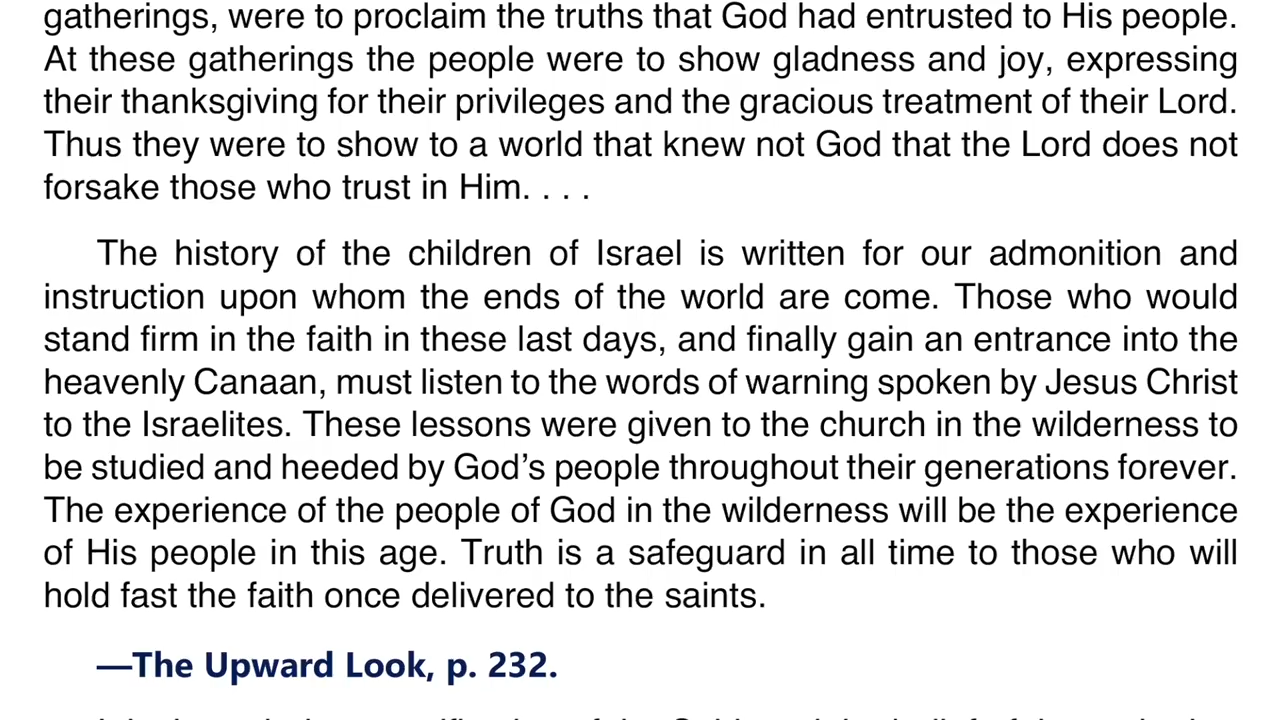 gatherings, were to proclaim the truths that God had entrusted to His people.
At these gatherings the people were to show gladness and joy, expressing
their thanksgiving for their privileges and the gracious treatment of their Lord.
Thus they were to show to a world that knew not God that the Lord does not
forsake those who trust in Him. . . .
The history of the children of Israel is written for our admonition and
instruction upon whom the ends of the world are come. Those who would
stand firm in the faith in these last days, and finally gain an entrance into the
heavenly Canaan, must listen to the words of warning spoken by Jesus Christ
to the Israelites. These lessons were given to the church in the wilderness to
be studied and heeded by God’s people throughout their generations forever.
The experience of the people of God in the wilderness will be the experience
of His people in this age. Truth is a safeguard in all time to those who will
hold fast the faith once delivered to the saints.
—The Upward Look, p. 232.